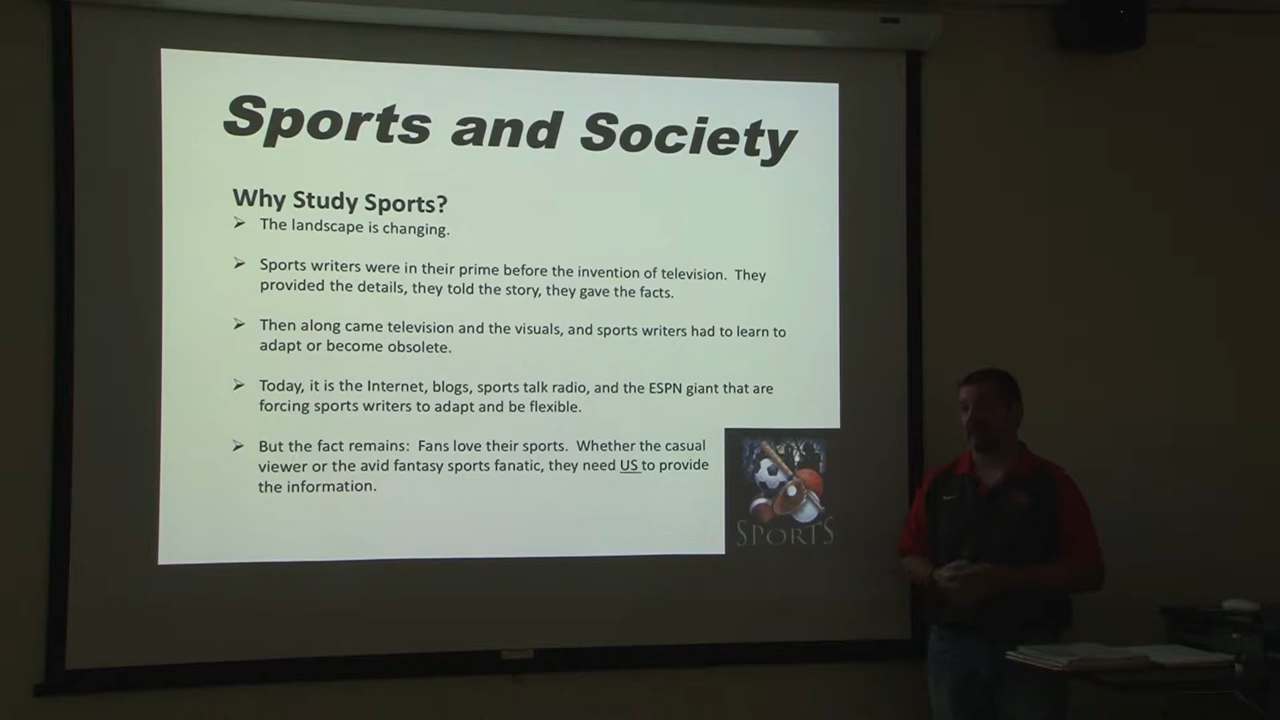 Sports and Society
Why Study Sports?
➢ The landscape is changing.
➢ Sports writers were in their prime before the invention of television. They
provided the details, they told the story, they gave the facts.
➢ Then along came television and the visuals, and sports writers had to learn to
adapt or become obsolete.
➢ Today, it is the Internet, blogs, sports talk radio, and the ESPN giant that are
forcing sports writers to adapt and be flexible.
➢ But the fact remains: Fans love their sports. Whether the casual
viewer or the avid fantasy sports fanatic, they need US to provide
the information.
SPORTS